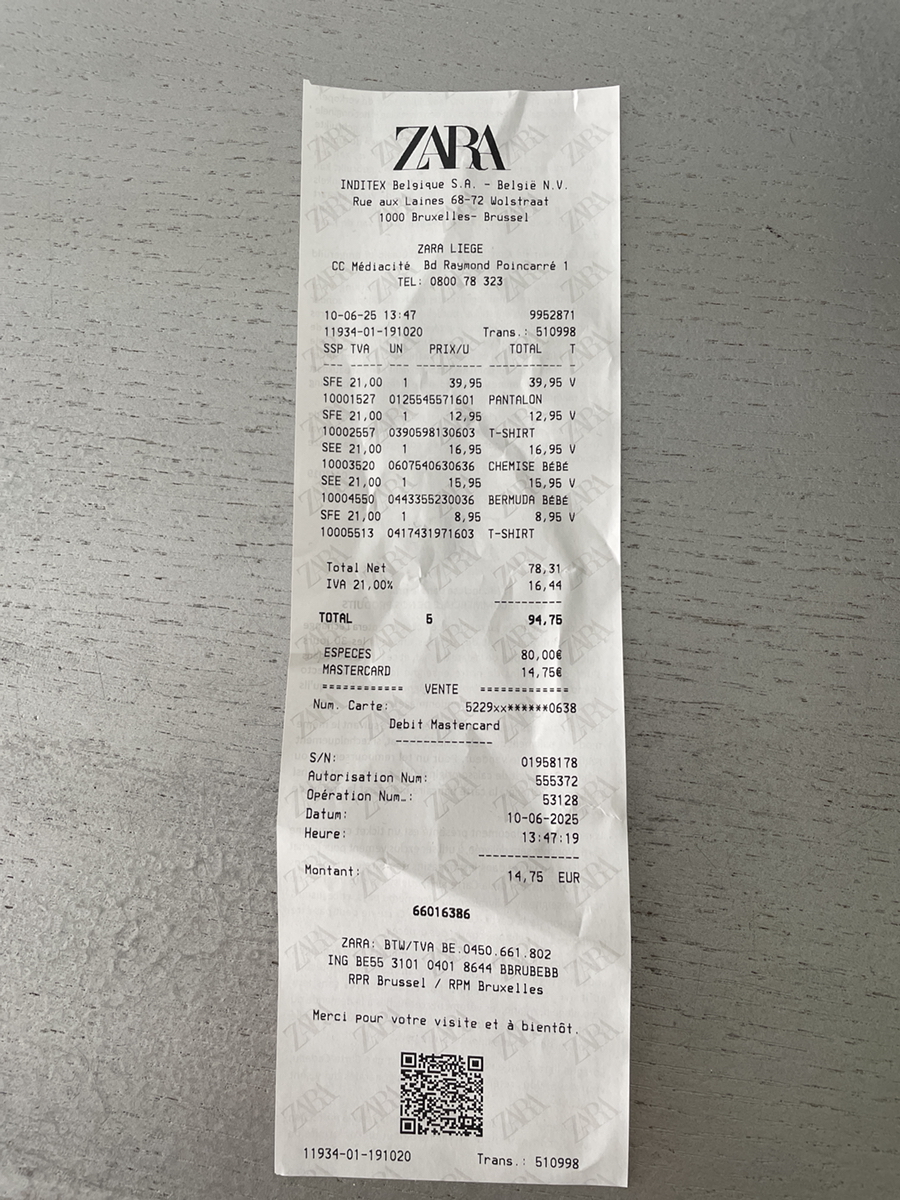 ZARA
INDITEX Belgique S.A. - België N.V.
Rue aux Laines 68-72 Wolstraat
1000 Bruxelles- Brussel
ZARA LIEGE
CC Médiacité Bd Raymond Poincarré 1
TEL: 0800 78 323
10-06-25 13:47 9952871
11934-01-191020 Trans.: 510998
SSP TVA UN PRIX/U TOTAL T
--- ------ --- ---------- ----------- -
SFE 21,00 1 39,95 39,95 V
10001527 0125545571601 PANTALON
SFE 21,00 1 12,95 12,95 V
10002557 0390598130603 T-SHIRT
SEE 21,00 1 16,95 16,95 V
10003520 0607540630636 CHEMISE BÉBÉ
SEE 21,00 1 15,95 15,95 V
10004550 0443355230036 BERMUDA BÉBÉ
SFE 21,00 1 8,95 8,95 V
10005513 0417431971603 T-SHIRT
Total Net 78,31
IVA 21,00% 16,44
----------
TOTAL 5 94,75
ESPECES 80,00€
MASTERCARD 14,75€
============ VENTE =============
Num. Carte: 5229xx******0638
Debit Mastercard
--------------
S/N: 01958178
Autorisation Num: 555372
Opération Num.: 53128
Datum: 10-06-2025
Heure: 13:47:19
--------------
Montant: 14,75 EUR
66016386
ZARA: BTW/TVA BE.0450.661.802
ING BE55 3101 0401 8644 BBRUBEBB
RPR Brussel / RPM Bruxelles
Merci pour votre visite et à bientôt.
11934-01-191020 Trans.: 510998